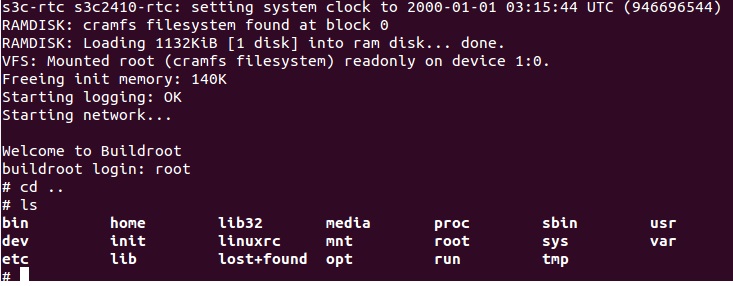 s3c-rtc s3c2410-rtc: setting system clock to 2000-01-01 03:15:44 UTC (946696544)
RAMDISK: cramfs filesystem found at block 0
RAMDISK: Loading 1132KiB [1 disk] into ram disk... done.
VFS: Mounted root (cramfs filesystem) readonly on device 1:0.
Freeing init memory: 140K
Starting logging: OK
Starting network...
Welcome to Buildroot
buildroot login: root
# cd ..
# ls
bin home lib32 media proc sbin usr
dev init linuxrc mnt root sys var
etc lib lost+found opt run tmp
#